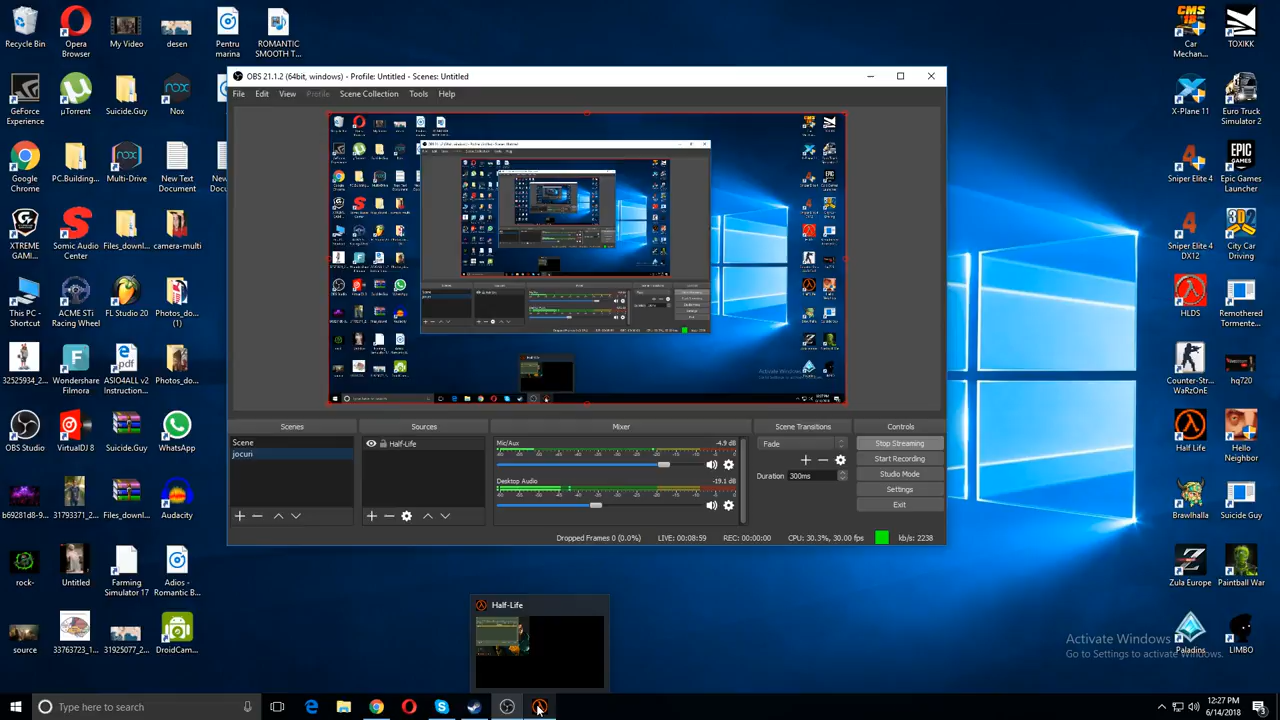 Recycle Bin
Opera
Browser
My Video
desen
Pentru
marina
ROMANTIC
SMOOTH T...
GeForce
Experience
µTorrent
Suicide.Guy
Nox
Google
Chrome
PC.Building...
Multi-Drive
New Text
Document
XTREME
GAMI...
Somic Audio
Center
Files_downl...
camera-multi
This PC -
Shortcut
ACME STI
Racing Wheel
FL Studio 20
Photos_do...
(1)
32525934_2...
Wondershare
Filmora
ASIO4ALL v2
Instruction...
Photos_do...
OBS Studio
VirtualDJ 8
Suicide.Guy...
WhatsApp
31793371_2...
Files_downl...
Audacity
rock-
Untitled
Farming
Simulator 17
Adios -
Romantic B...
source
33763723_1...
31925077_2...
DroidCam...
OBS 21.1.2 (64bit, windows) - Profile: Untitled - Scenes: Untitled
File Edit View Profile Scene Collection Tools Help
Scenes
Sources
Mixer
Scene Transitions
Controls
Scene
jocuri
Half-Life
Mic/Aux
-4.9 dB
Desktop Audio
-19.1 dB
Fade
Duration 300ms
Stop Streaming
Start Recording
Studio Mode
Settings
Exit
Dropped Frames 0 (0.0%) LIVE: 00:08:59 REC: 00:00:00 CPU: 30.3%, 30.00 fps kb/s: 2238
Car
Mechan...
TOXIKK
X-Plane 11
Euro Truck
Simulator 2
Sniper Elite 4
Epic Games
Launcher
Sniper Elite 4
DX12
City Car
Driving
HLDS
Remothered
Tormente...
Counter-Str...
WaRzOnE
hq720
Half Life
Hello
Neighbor
Brawlhalla
Suicide Guy
Zula Europe
Paintball War
Paladins
LIMBO
Activate Windows
Go to Settings to activate Windows.
Half-Life
Type here to search
12:27 PM
6/14/2018